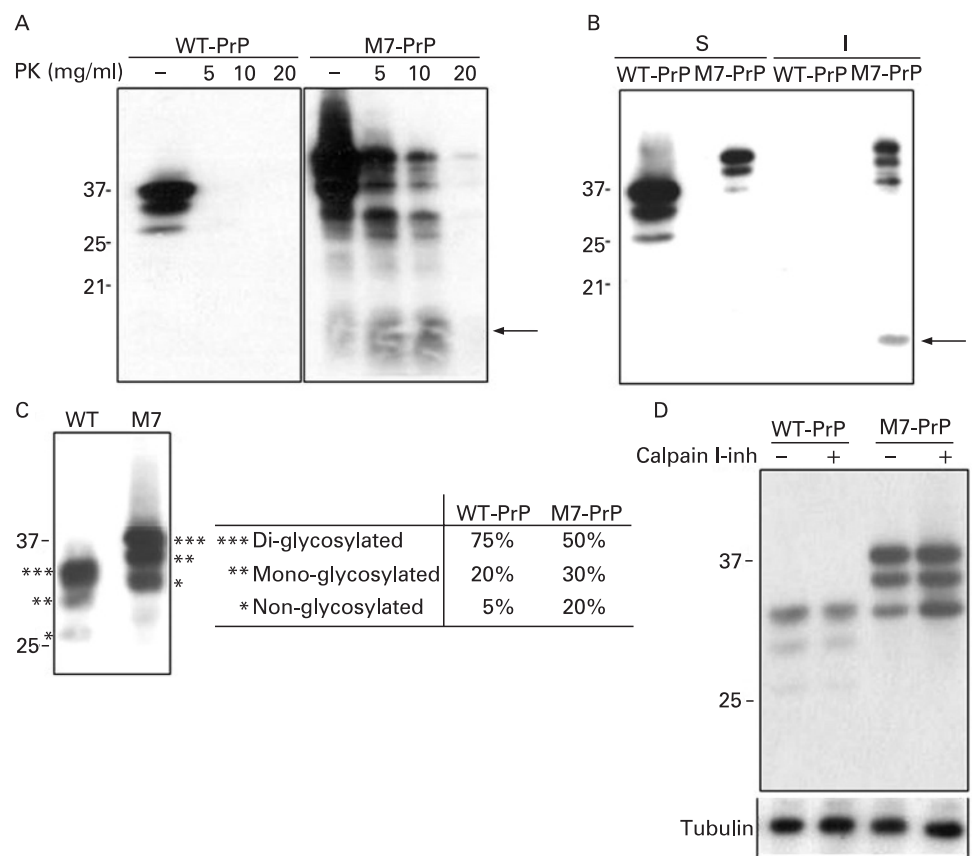 A
WT-PrP M7-PrP
PK (mg/ml) – 5 10 20 – 5 10 20
37-
25-
21-
B
S I
WT-PrP M7-PrP WT-PrP M7-PrP
37-
25-
21-
C
WT M7
37 –
25 –
***
**
*
***
**
*
WT-PrP M7-PrP
*** Di-glycosylated 75% 50%
** Mono-glycosylated 20% 30%
* Non-glycosylated 5% 20%
D
WT-PrP M7-PrP
Calpain I-inh – + – +
37 –
25 –
Tubulin